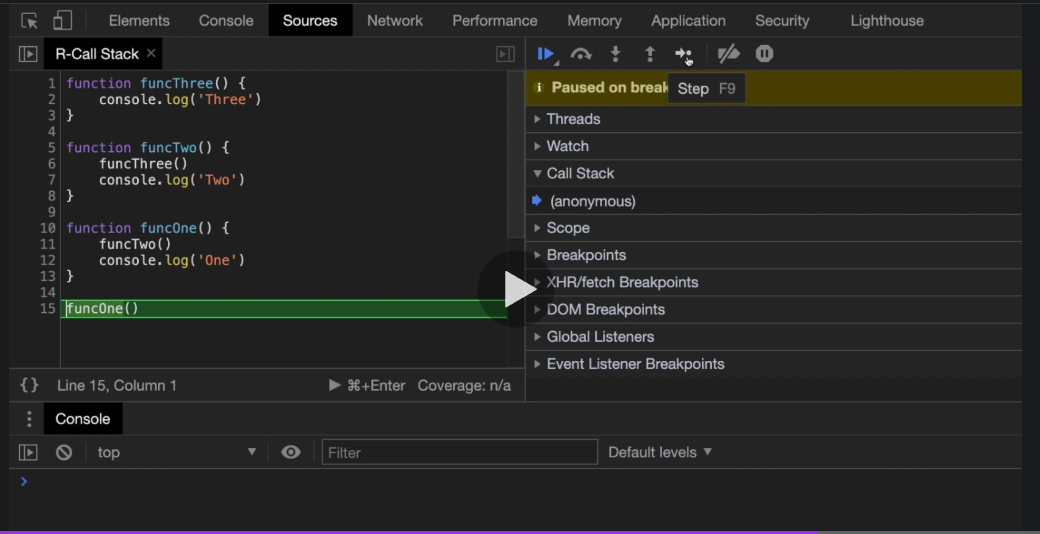 Elements Console Sources Network Performance Memory Application Security Lighthouse
R-Call Stack ×
1 function funcThree() {
2     console.log('Three')
3 }
4
5 function funcTwo() {
6     funcThree()
7     console.log('Two')
8 }
9
10 function funcOne() {
11     funcTwo()
12     console.log('One')
13 }
14
15 funcOne()
{ } Line 15, Column 1 ⌘+Enter Coverage: n/a
Paused on break
Step F9
Threads
Watch
Call Stack
(anonymous)
Scope
Breakpoints
XHR/fetch Breakpoints
DOM Breakpoints
Global Listeners
Event Listener Breakpoints
Console
top Filter Default levels